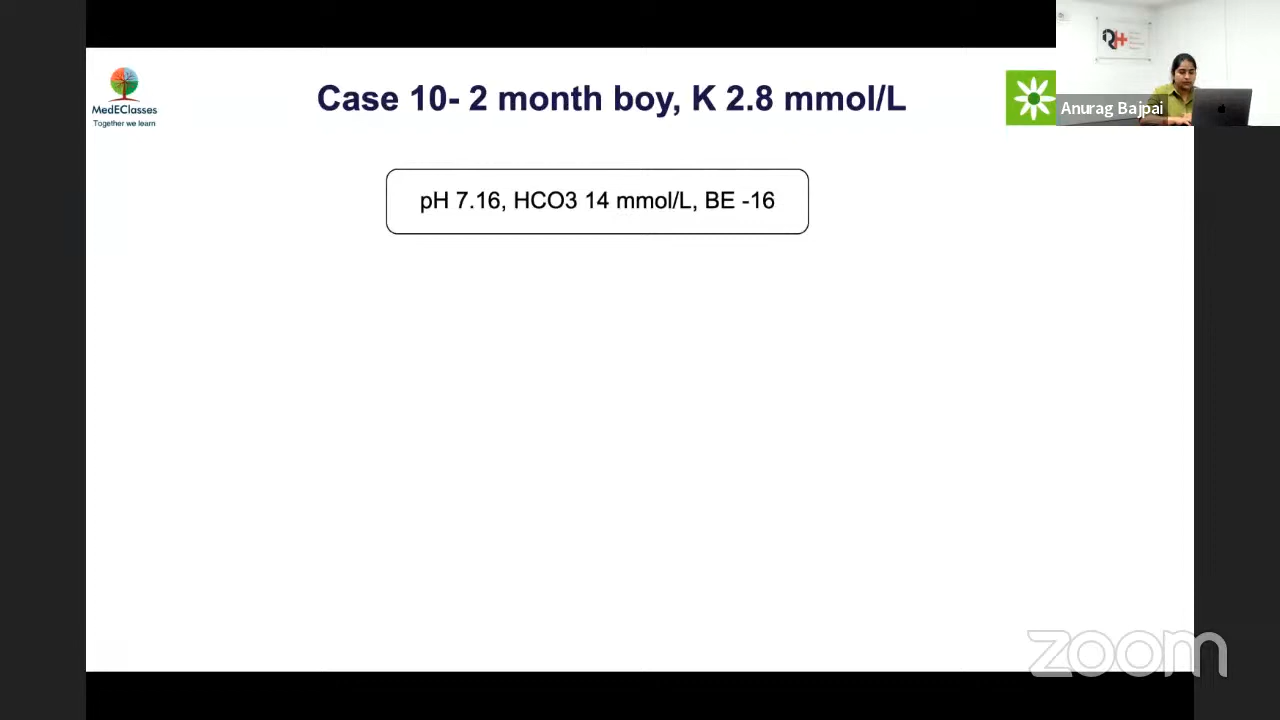 MedEClasses
Together we learn
Case 10- 2 month boy, K 2.8 mmol/L
Anurag Bajpai
pH 7.16, HCO3 14 mmol/L, BE -16
zoom